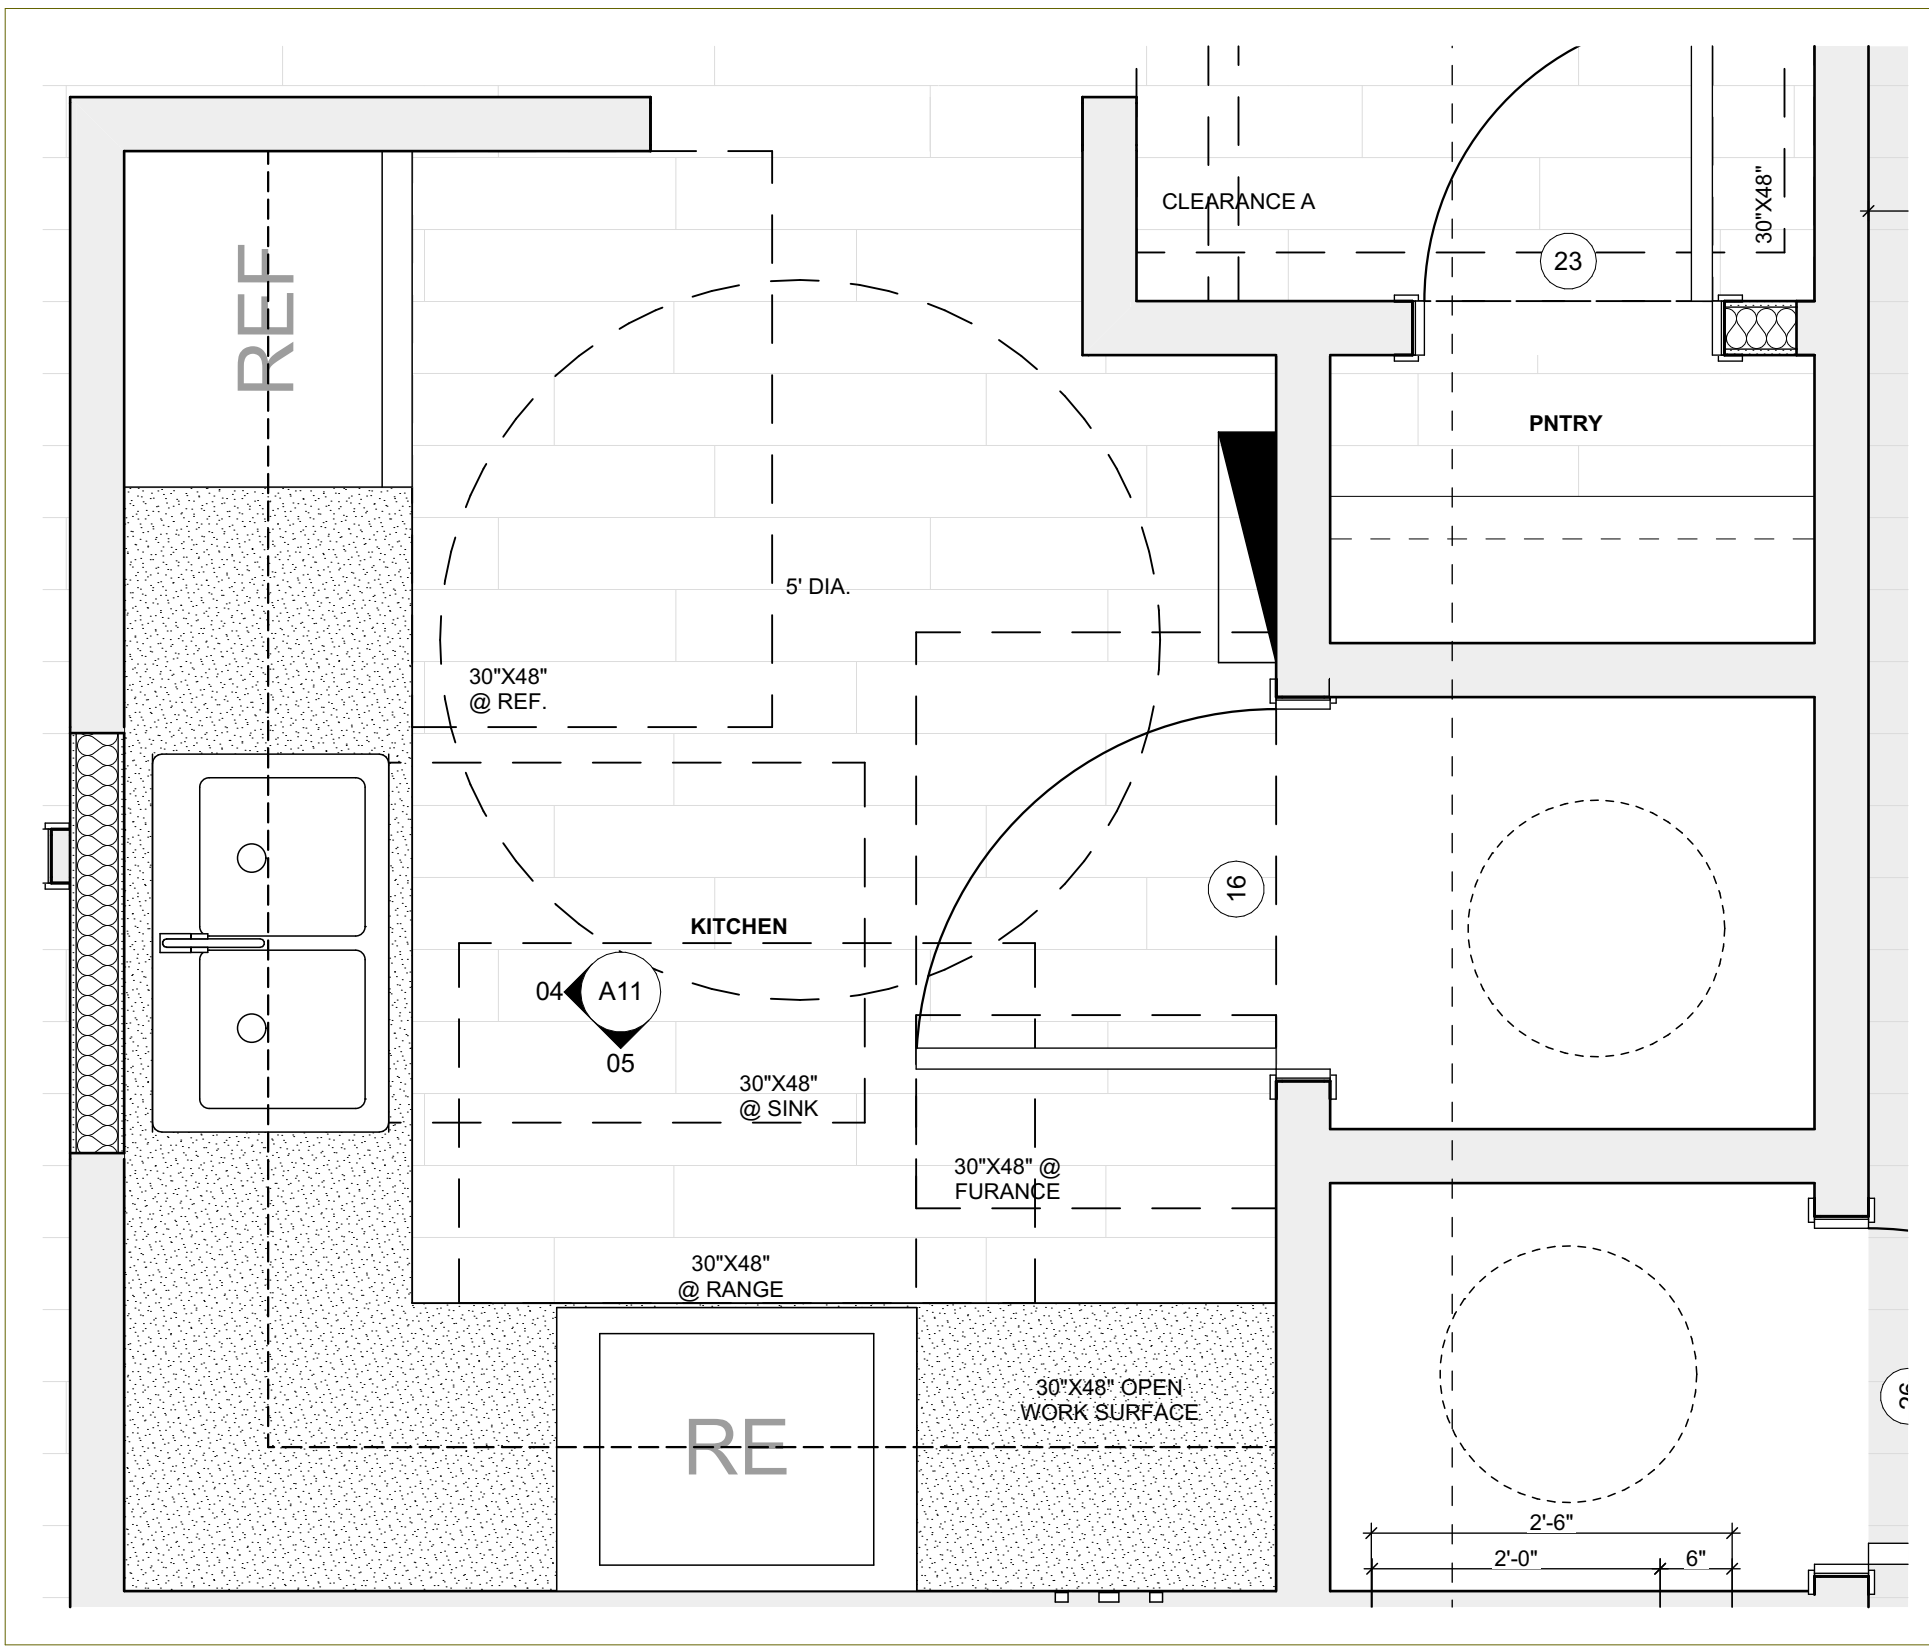 CLEARANCE A
30"X48"
23
REF
PNTRY
5' DIA.
30"X48"
@ REF.
16
KITCHEN
04
A11
05
30"X48"
@ SINK
30"X48" @
FURANCE
30"X48"
@ RANGE
30"X48" OPEN
WORK SURFACE
RE
2'-6"
2'-0"
6"